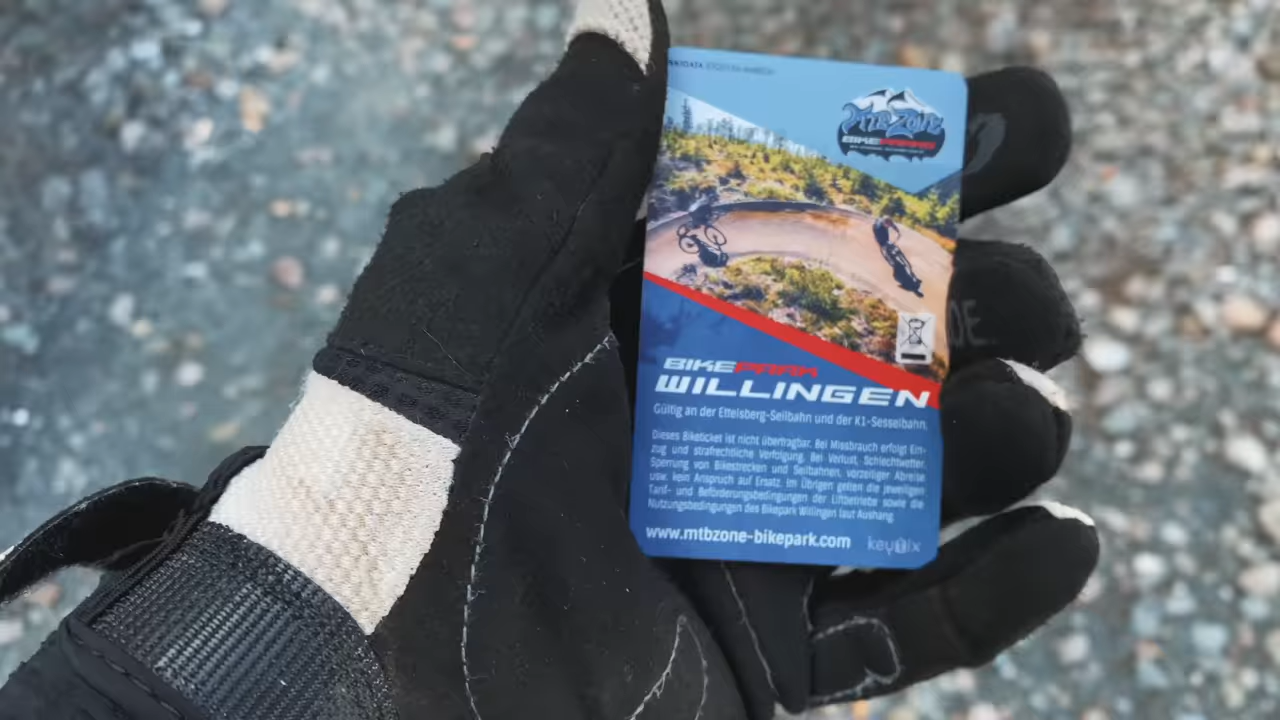 MTB ZONE
BIKEPARKS
BIKEPARK
WILLINGEN
Gültig an der Ettelsberg-Seilbahn und der K1-Sesselbahn.
Dieses Biketicket ist nicht übertragbar. Bei Missbrauch erfolgt Ein-
zug und strafrechtliche Verfolgung. Bei Verlust, Schlechtwetter,
Sperrung von Bikestrecken und Seilbahnen, vorzeitiger Abreise
usw. kein Anspruch auf Ersatz. Im Übrigen gelten die jeweiligen
Tarif- und Beförderungsbedingungen der Liftbetriebe sowie die
Nutzungsbedingungen des Bikepark Willingen laut Aushang.
www.mtbzone-bikepark.com
keytix